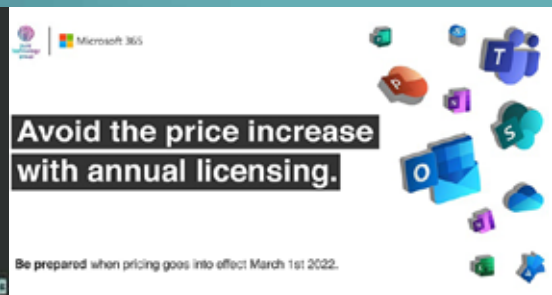 Microsoft 365
Avoid the price increase
with annual licensing.
Be prepared when pricing goes into effect March 1st 2022.
P
T
S
O
N
N